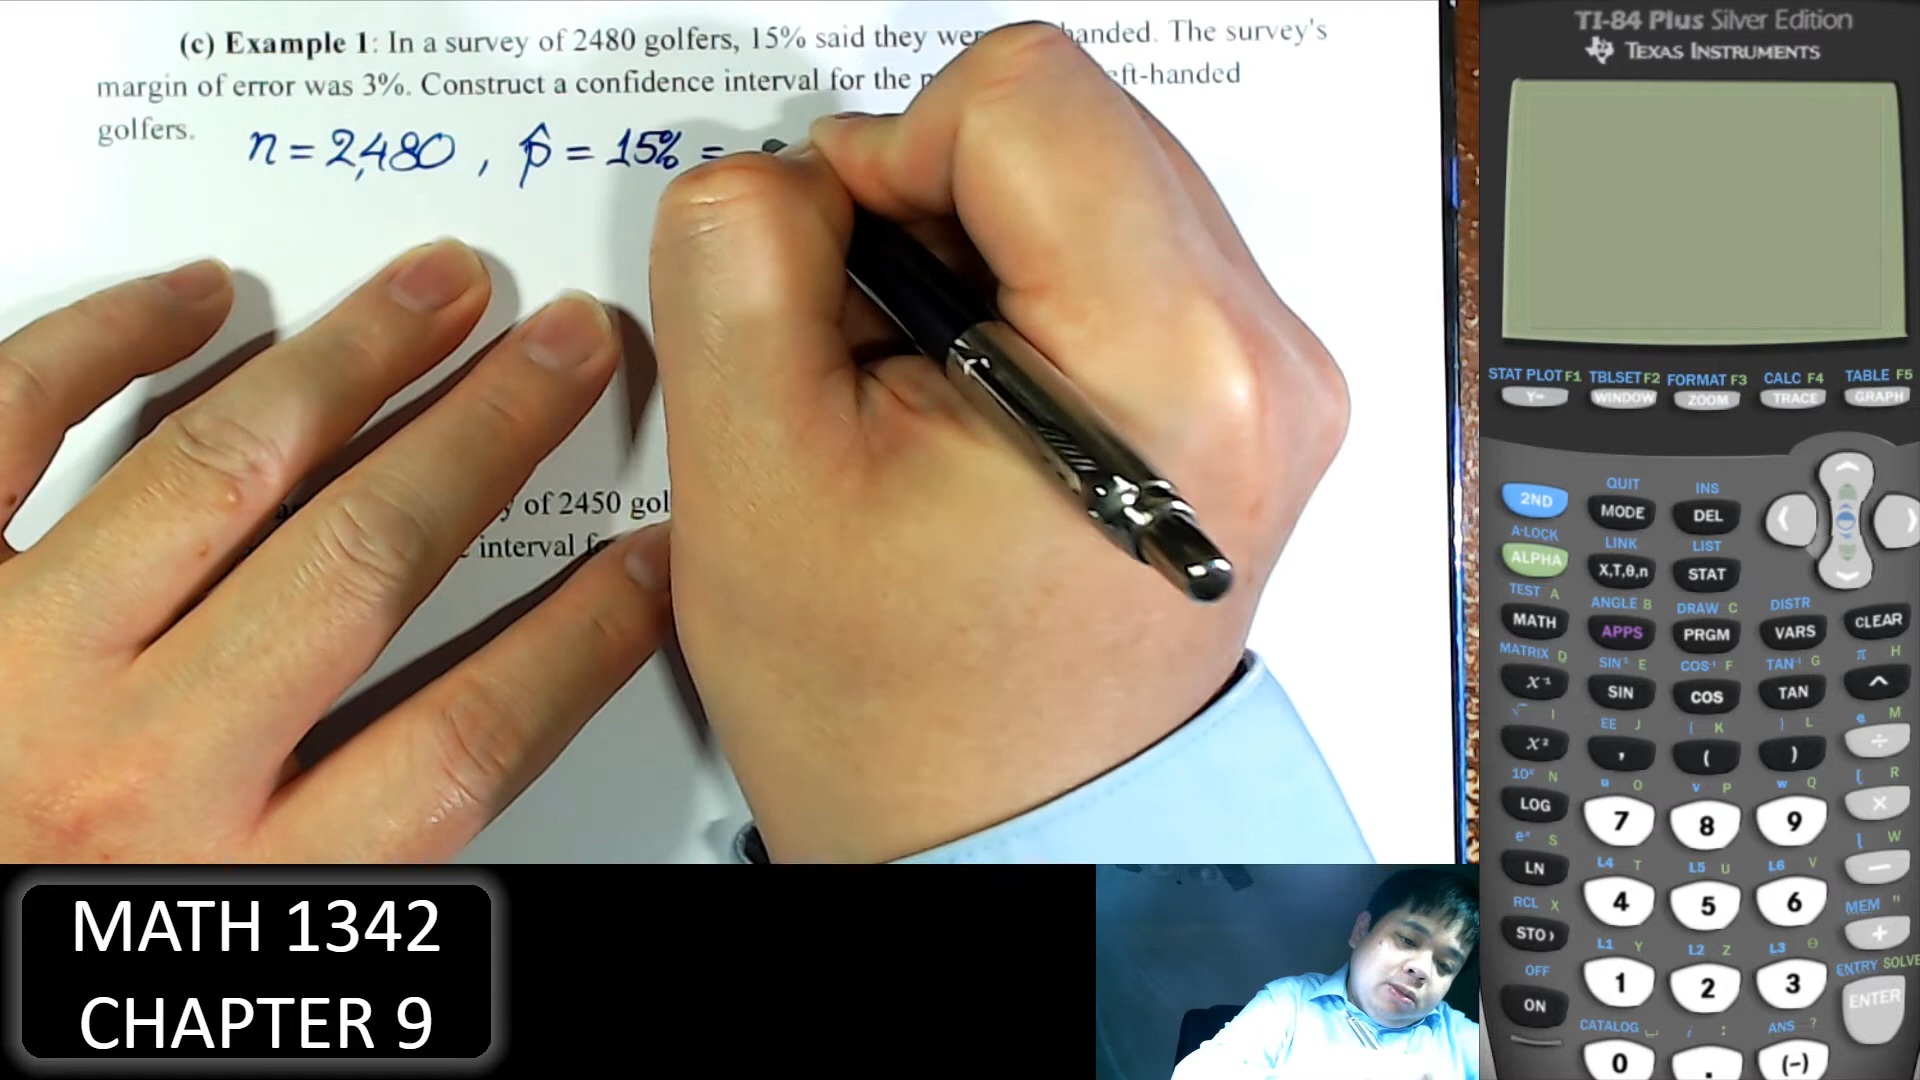 (c) Example 1: In a survey of 2480 golfers, 15% said they were handed. The survey's
margin of error was 3%. Construct a confidence interval for the left-handed
golfers.
n = 2,480 , p̂ = 15% =
of 2450
interval
MATH 1342
CHAPTER 9
TI-84 Plus Silver Edition
TEXAS INSTRUMENTS
STAT PLOT F1 TBLSET F2 FORMAT F3 CALC F4 TABLE F5
Y= WINDOW ZOOM TRACE GRAPH
QUIT INS
2ND MODE DEL
A-LOCK LINK LIST
ALPHA X,T,θ,n STAT
TEST A ANGLE B DRAW C DISTR
MATH APPS PRGM VARS CLEAR
MATRIX D SIN⁻¹ E COS⁻¹ F TAN⁻¹ G π H
x⁻¹ SIN COS TAN ^
√ I EE J { K } L e M
x² , ( ) ÷
10ˣ N u O v P w Q [ R
LOG 7 8 9 ×
eˣ S L4 T L5 U L6 V ] W
LN 4 5 6 −
RCL X L1 Y L2 Z L3 θ MEM "
STO› 1 2 3 +
OFF CATALOG ⎵ i : ANS ? ENTRY SOLVE
ON 0 . (-) ENTER